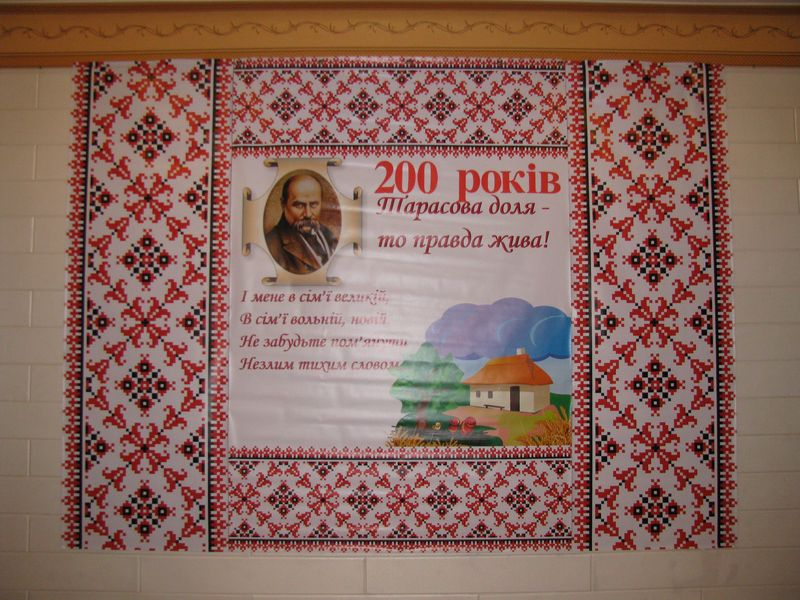 200 років
Тарасова доля -
то правда жива!
І мене в сім'ї великій,
В сім'ї вольній, новій
Не забудьте пом'янути
Незлим тихим словом